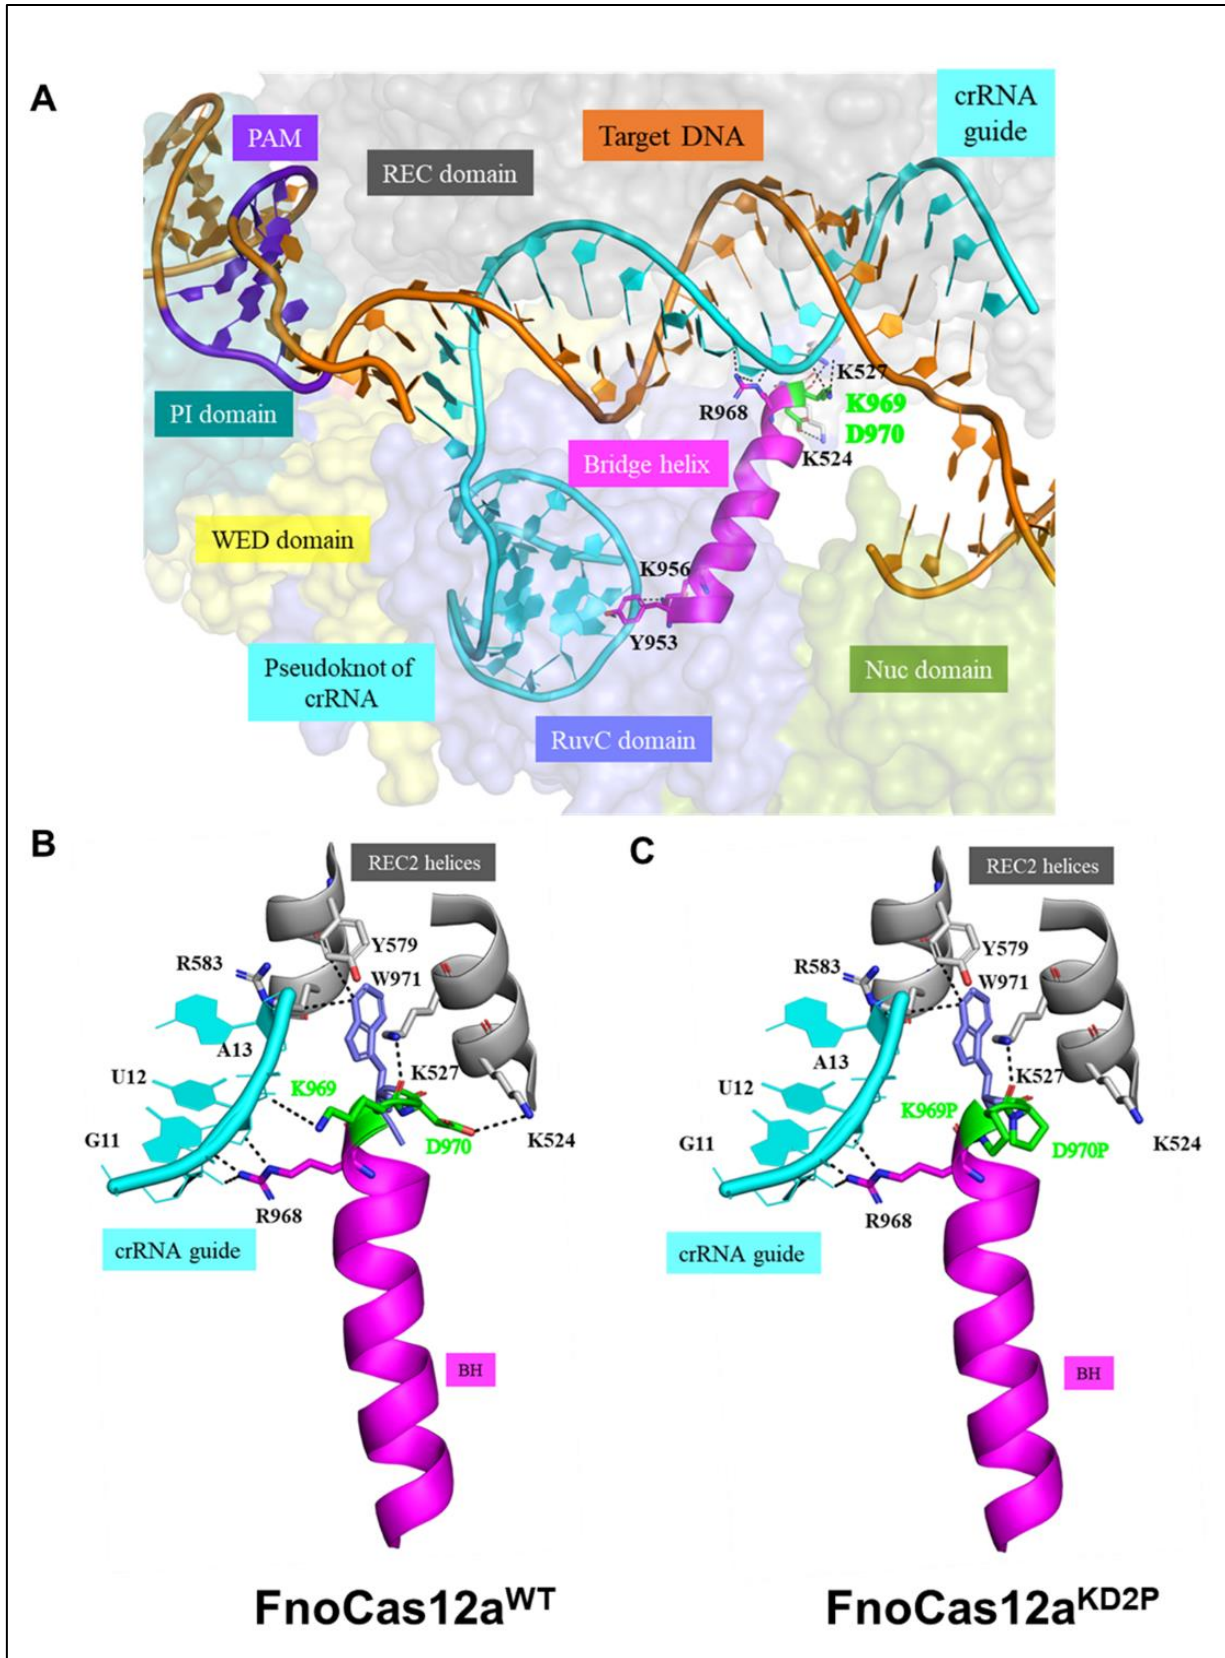 A
PAM
REC domain
Target DNA
crRNA
guide
PI domain
R968
K527
K969
D970
K524
Bridge helix
WED domain
K956
Y953
Pseudoknot of
crRNA
RuvC domain
Nuc domain
B
REC2 helices
Y579
R583
W971
A13
U12
K969
K527
G11
D970
K524
R968
crRNA guide
BH
FnoCas12aWT
C
REC2 helices
Y579
R583
W971
A13
U12
K527
K969P
G11
D970P
K524
R968
crRNA guide
BH
FnoCas12aKD2P